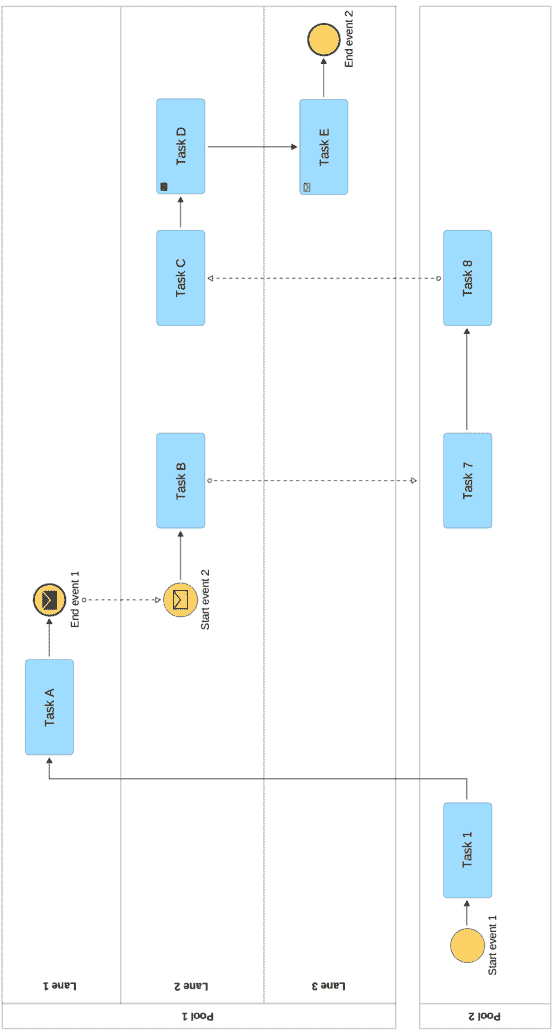 Pool 1
Lane 1
Lane 2
Lane 3
Task A
End event 1
Start event 2
Task B
Task C
Task D
Task E
End event 2
Pool 2
Start event 1
Task 1
Task 7
Task 8